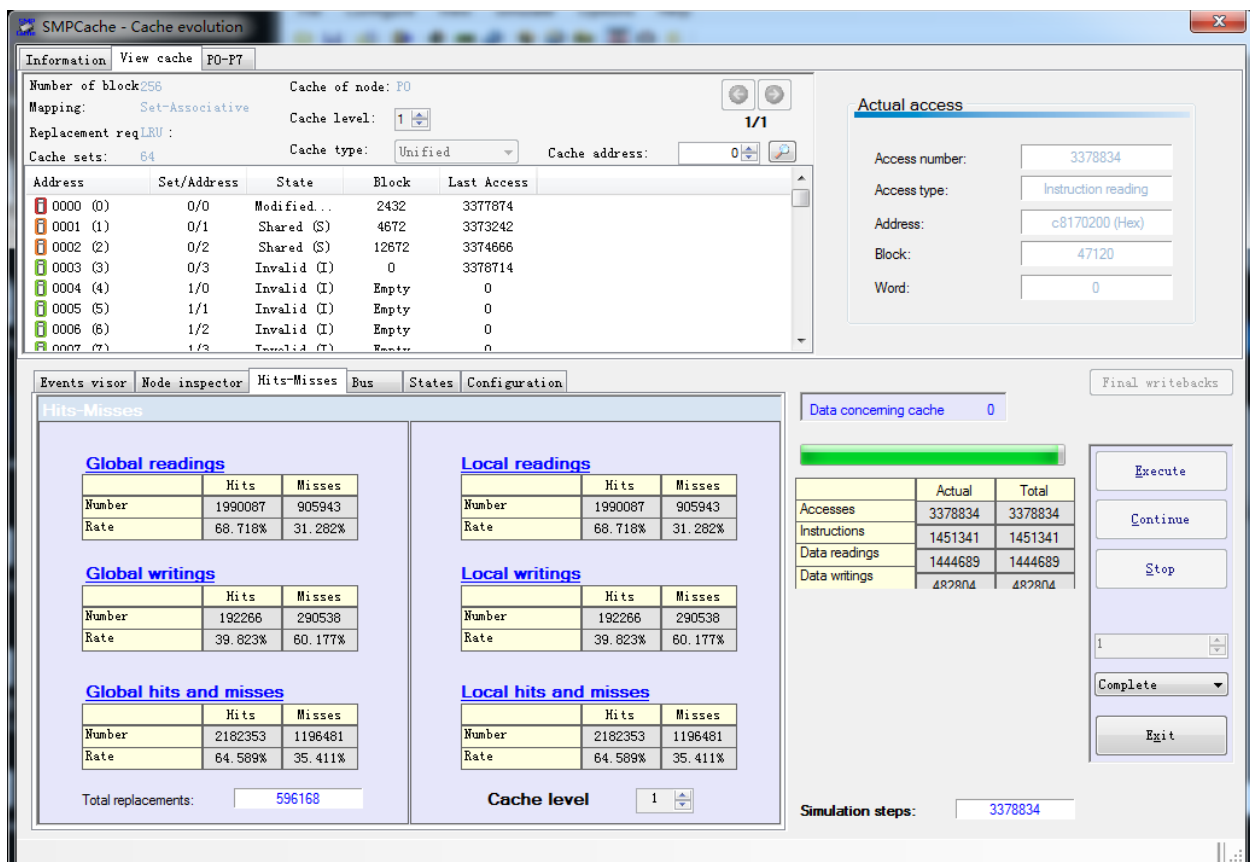 SMPCache - Cache evolution
Information View cache P0-P7
Number of block 256 Cache of node: P0
Mapping: Set-Associative
Cache level: 1
1/1
Replacement req LRU :
Cache sets: 64 Cache type: Unified Cache address: 0
Address Set/Address State Block Last Access
0000 (0) 0/0 Modified... 2432 3377874
0001 (1) 0/1 Shared (S) 4672 3373242
0002 (2) 0/2 Shared (S) 12672 3374666
0003 (3) 0/3 Invalid (I) 0 3378714
0004 (4) 1/0 Invalid (I) Empty 0
0005 (5) 1/1 Invalid (I) Empty 0
0006 (6) 1/2 Invalid (I) Empty 0
0007 (7) 1/3 Invalid (I) Empty 0
Actual access
Access number: 3378834
Access type: Instruction reading
Address: c8170200 (Hex)
Block: 47120
Word: 0
Events visor Node inspector Hits-Misses Bus States Configuration
Hits-Misses
Global readings
Hits Misses
Number 1990087 905943
Rate 68.718% 31.282%
Global writings
Hits Misses
Number 192266 290538
Rate 39.823% 60.177%
Global hits and misses
Hits Misses
Number 2182353 1196481
Rate 64.589% 35.411%
Total replacements: 596168
Local readings
Hits Misses
Number 1990087 905943
Rate 68.718% 31.282%
Local writings
Hits Misses
Number 192266 290538
Rate 39.823% 60.177%
Local hits and misses
Hits Misses
Number 2182353 1196481
Rate 64.589% 35.411%
Cache level 1
Data concerning cache 0
Actual Total
Accesses 3378834 3378834
Instructions 1451341 1451341
Data readings 1444689 1444689
Data writings 482804 482804
Simulation steps: 3378834
Final writebacks
Execute
Continue
Stop
1
Complete
Exit